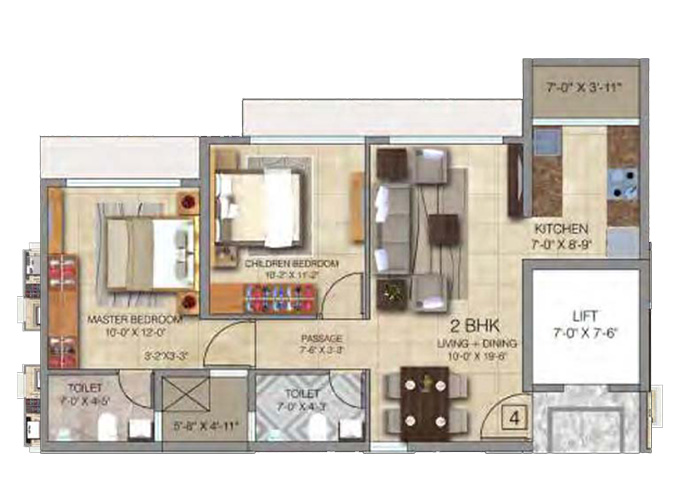 7'-0" X 3'-11"
KITCHEN
7'-0" X 8'-9"
CHILDREN BEDROOM
10'-2" X 11'-2"
MASTER BEDROOM
10'-0" X 12'-0"
3'-2"X3'-3"
PASSAGE
7'-6" X 3'-3"
2 BHK
LIVING + DINING
10'-0" X 19'-6"
LIFT
7'-0" X 7'-6"
TOILET
7'-0" X 4'-5"
5'-8" X 4'-11"
TOILET
7'-0" X 4'-3"
4